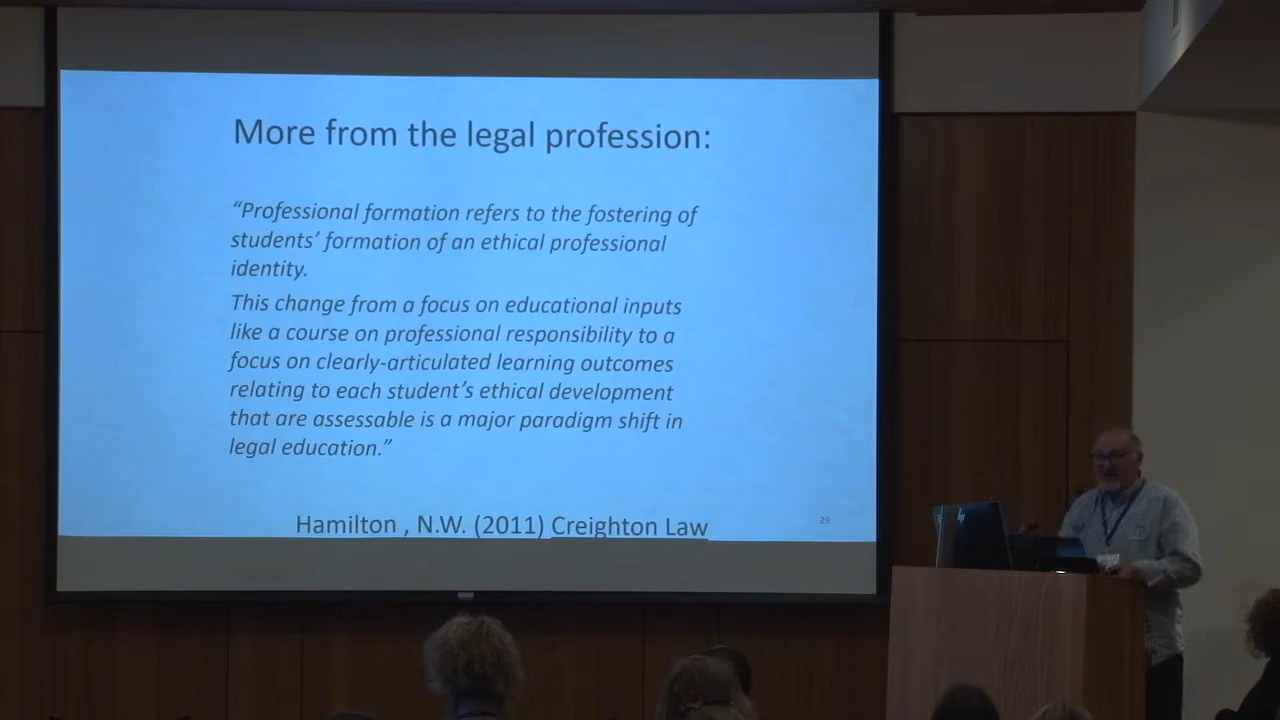 More from the legal profession:
“Professional formation refers to the fostering of
students’ formation of an ethical professional
identity.
This change from a focus on educational inputs
like a course on professional responsibility to a
focus on clearly-articulated learning outcomes
relating to each student’s ethical development
that are assessable is a major paradigm shift in
legal education.”
Hamilton , N.W. (2011) Creighton Law
29
hp